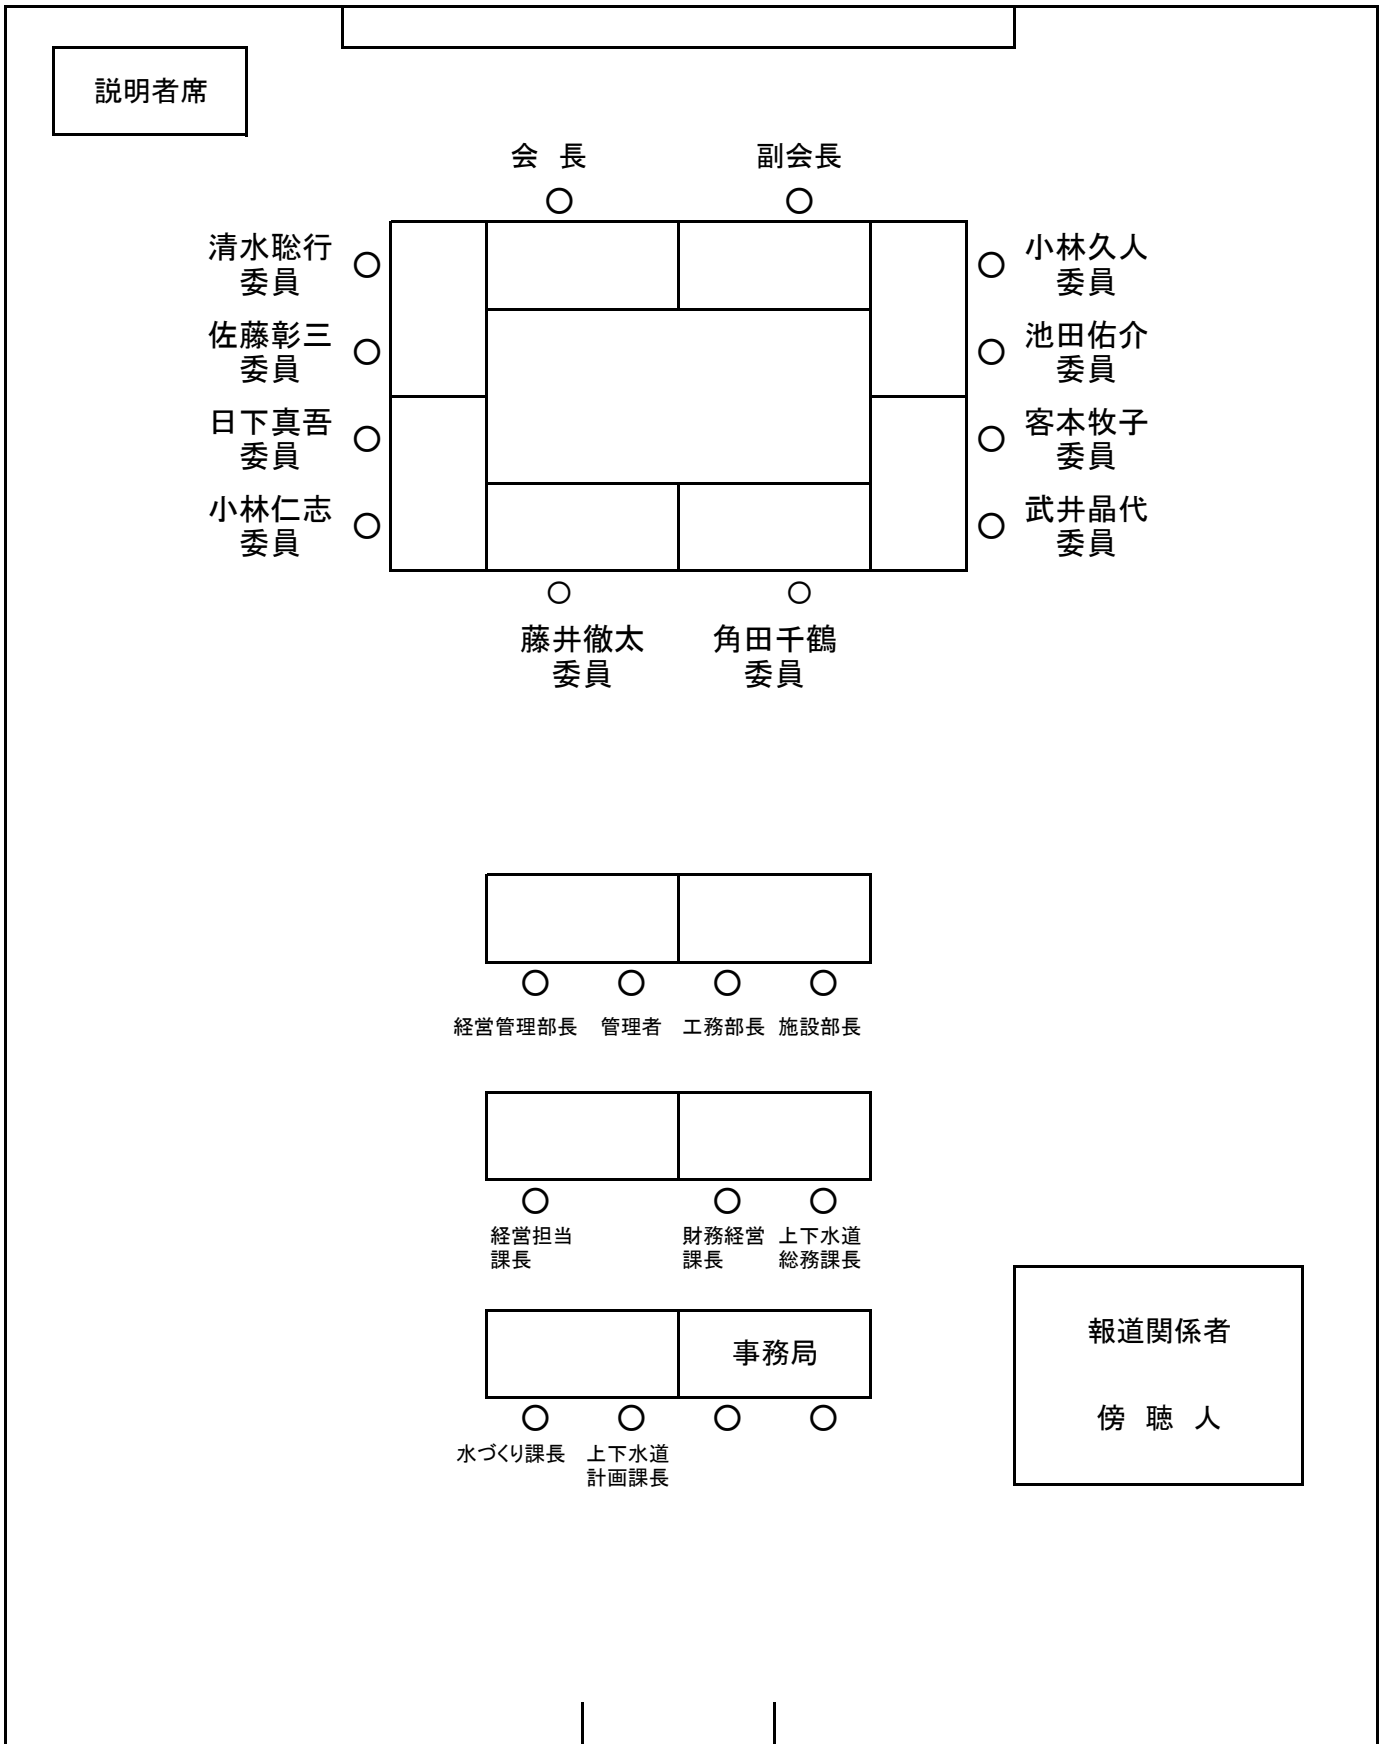 説明者席
会　長
副会長
清水聡行
委員
小林久人
委員
佐藤彰三
委員
池田佑介
委員
日下真吾
委員
客本牧子
委員
小林仁志
委員
武井晶代
委員
藤井徹太
委員
角田千鶴
委員
経営管理部長
管理者
工務部長
施設部長
経営担当
課長
財務経営
課長
上下水道
総務課長
事務局
水づくり課長
上下水道
計画課長
報道関係者
傍　聴　人